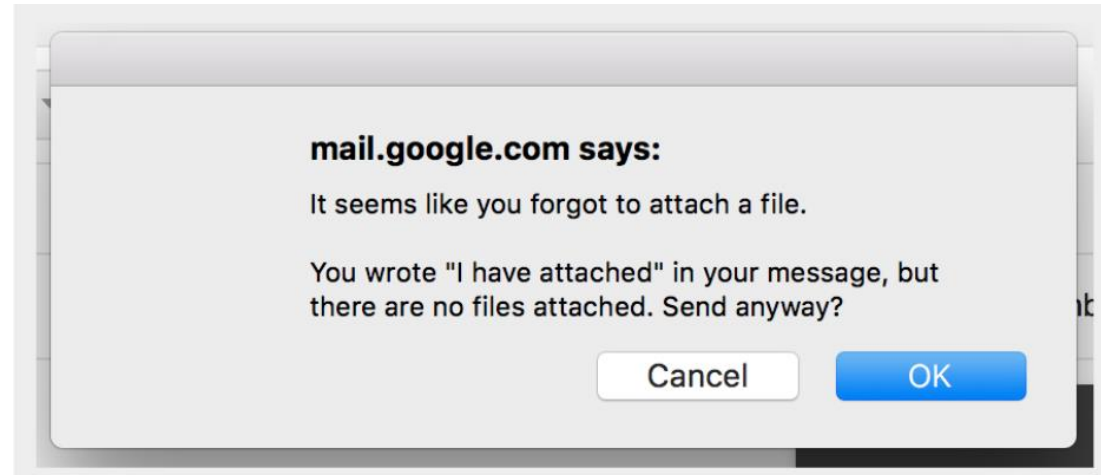 mail.google.com says:
It seems like you forgot to attach a file.
You wrote "I have attached" in your message, but
there are no files attached. Send anyway?
Cancel OK